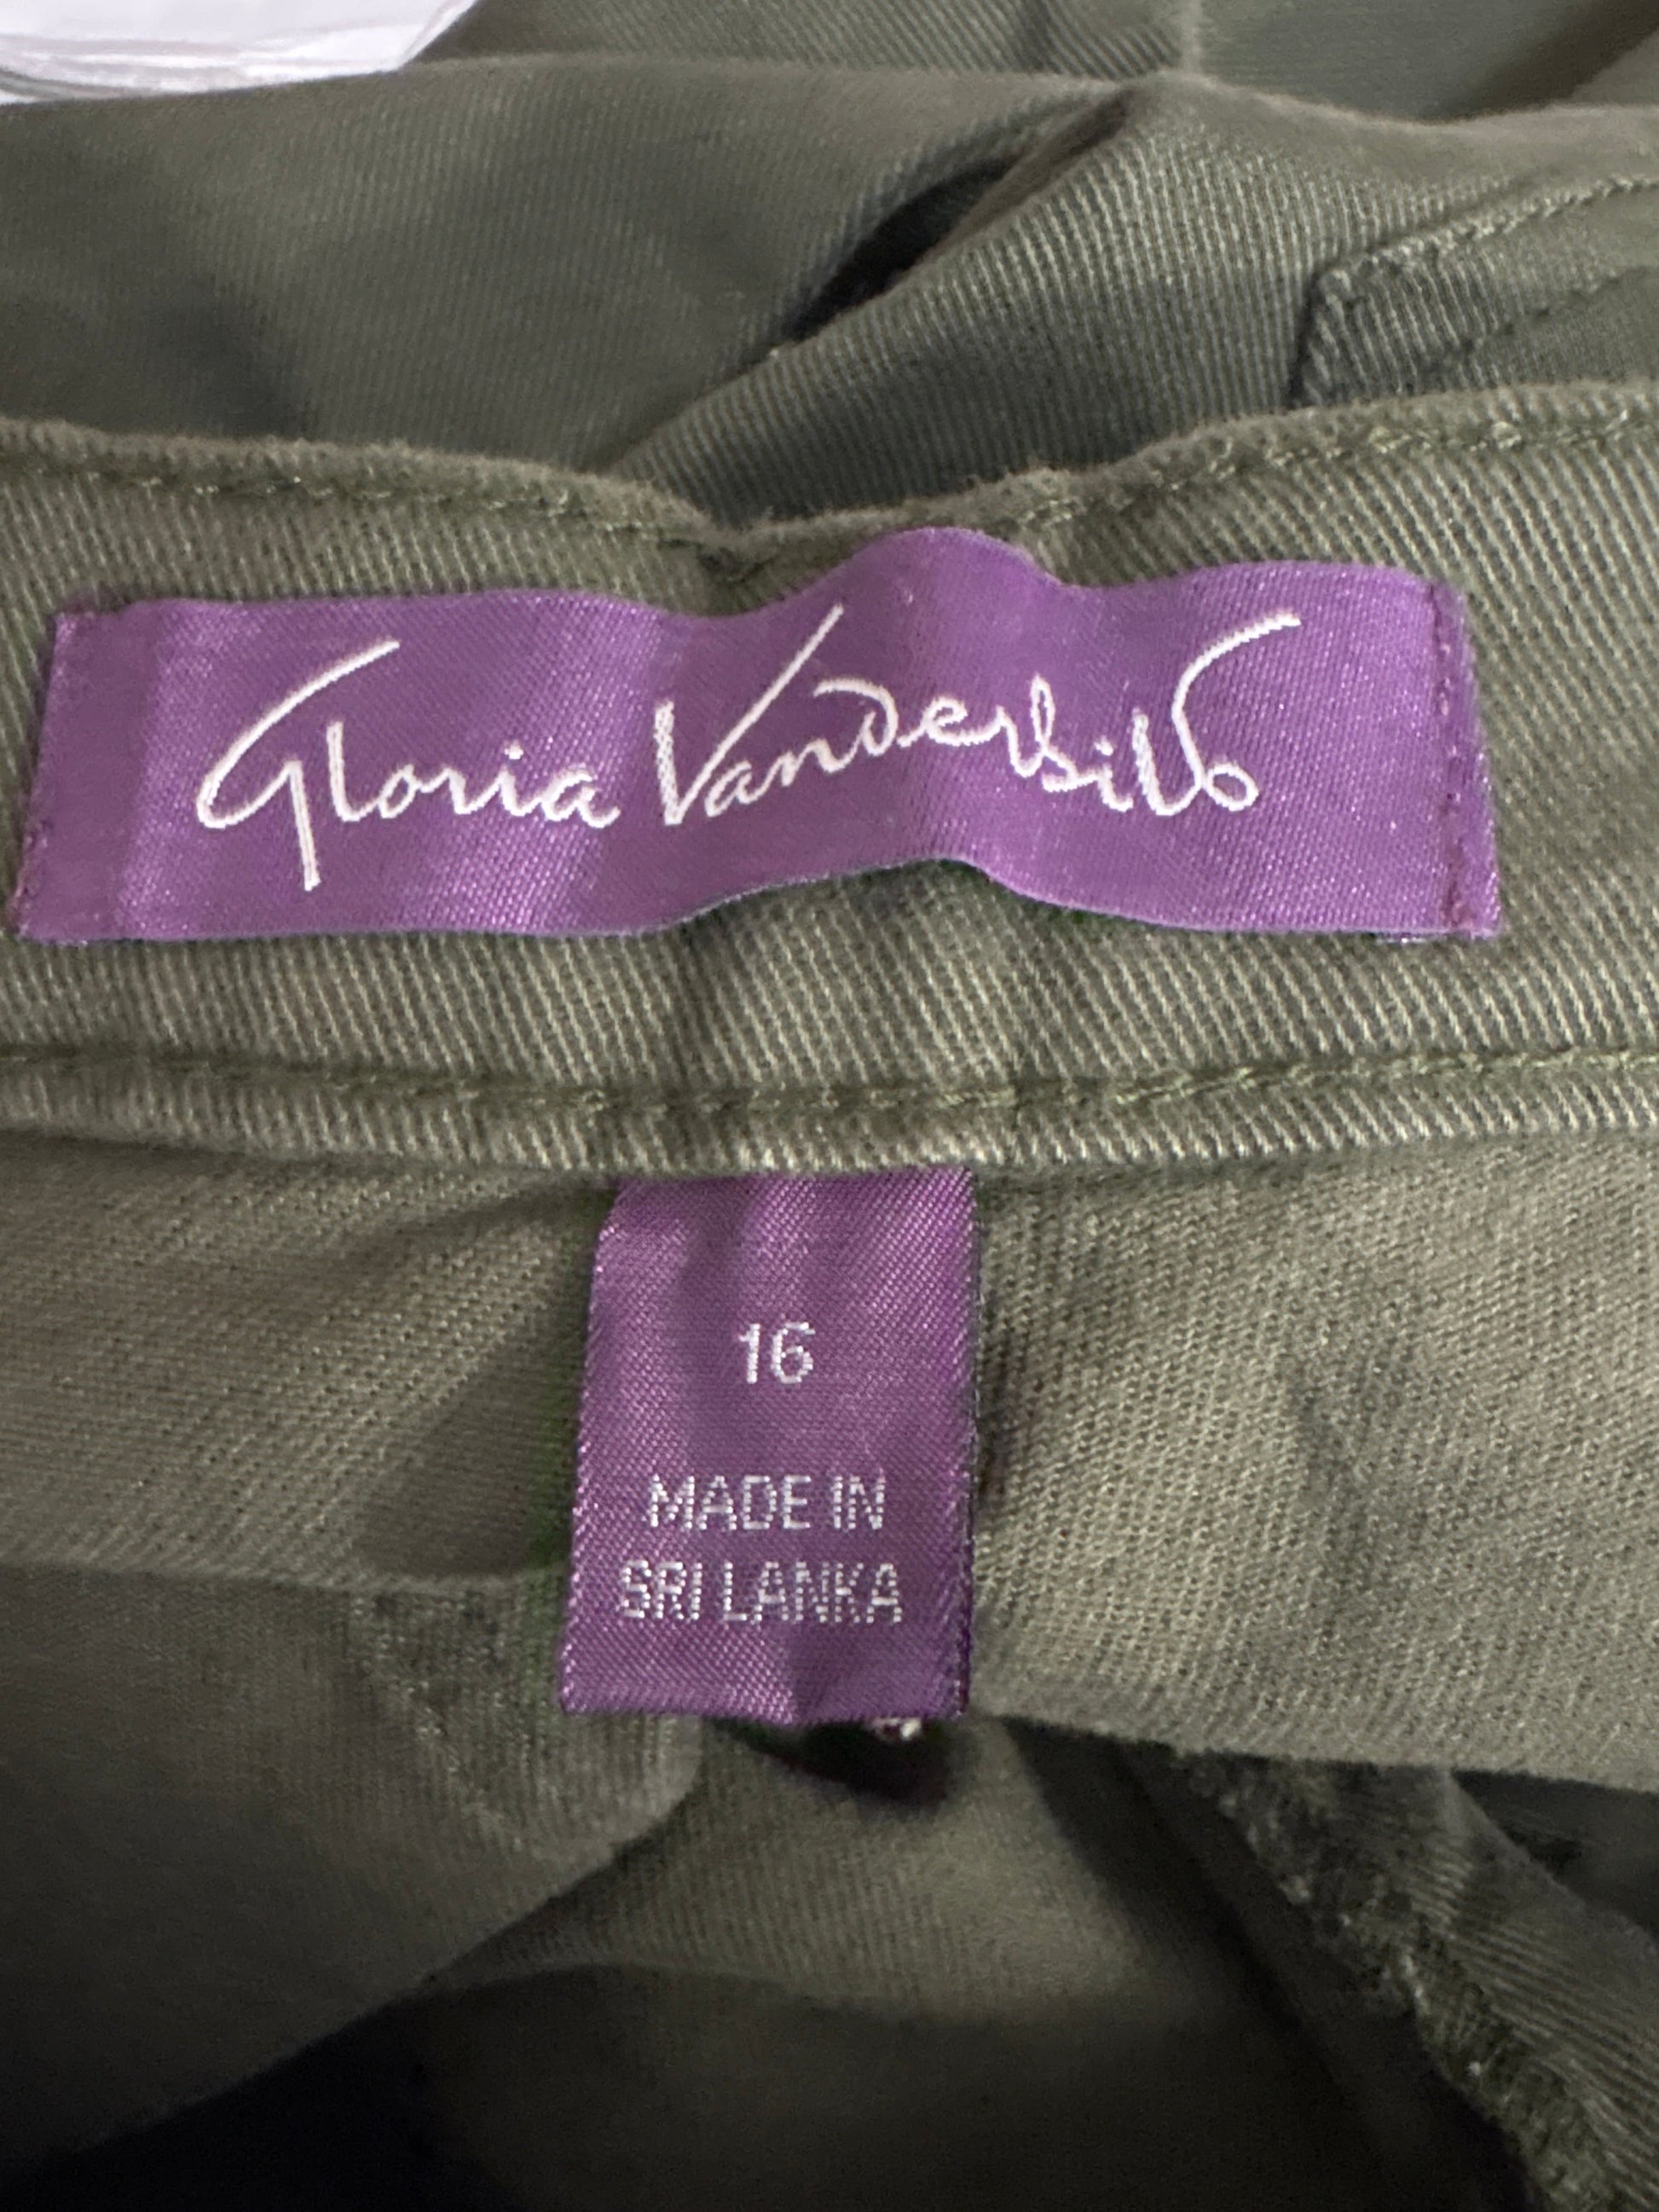 Gloria Vanderbilt
16
MADE IN
SRI LANKA